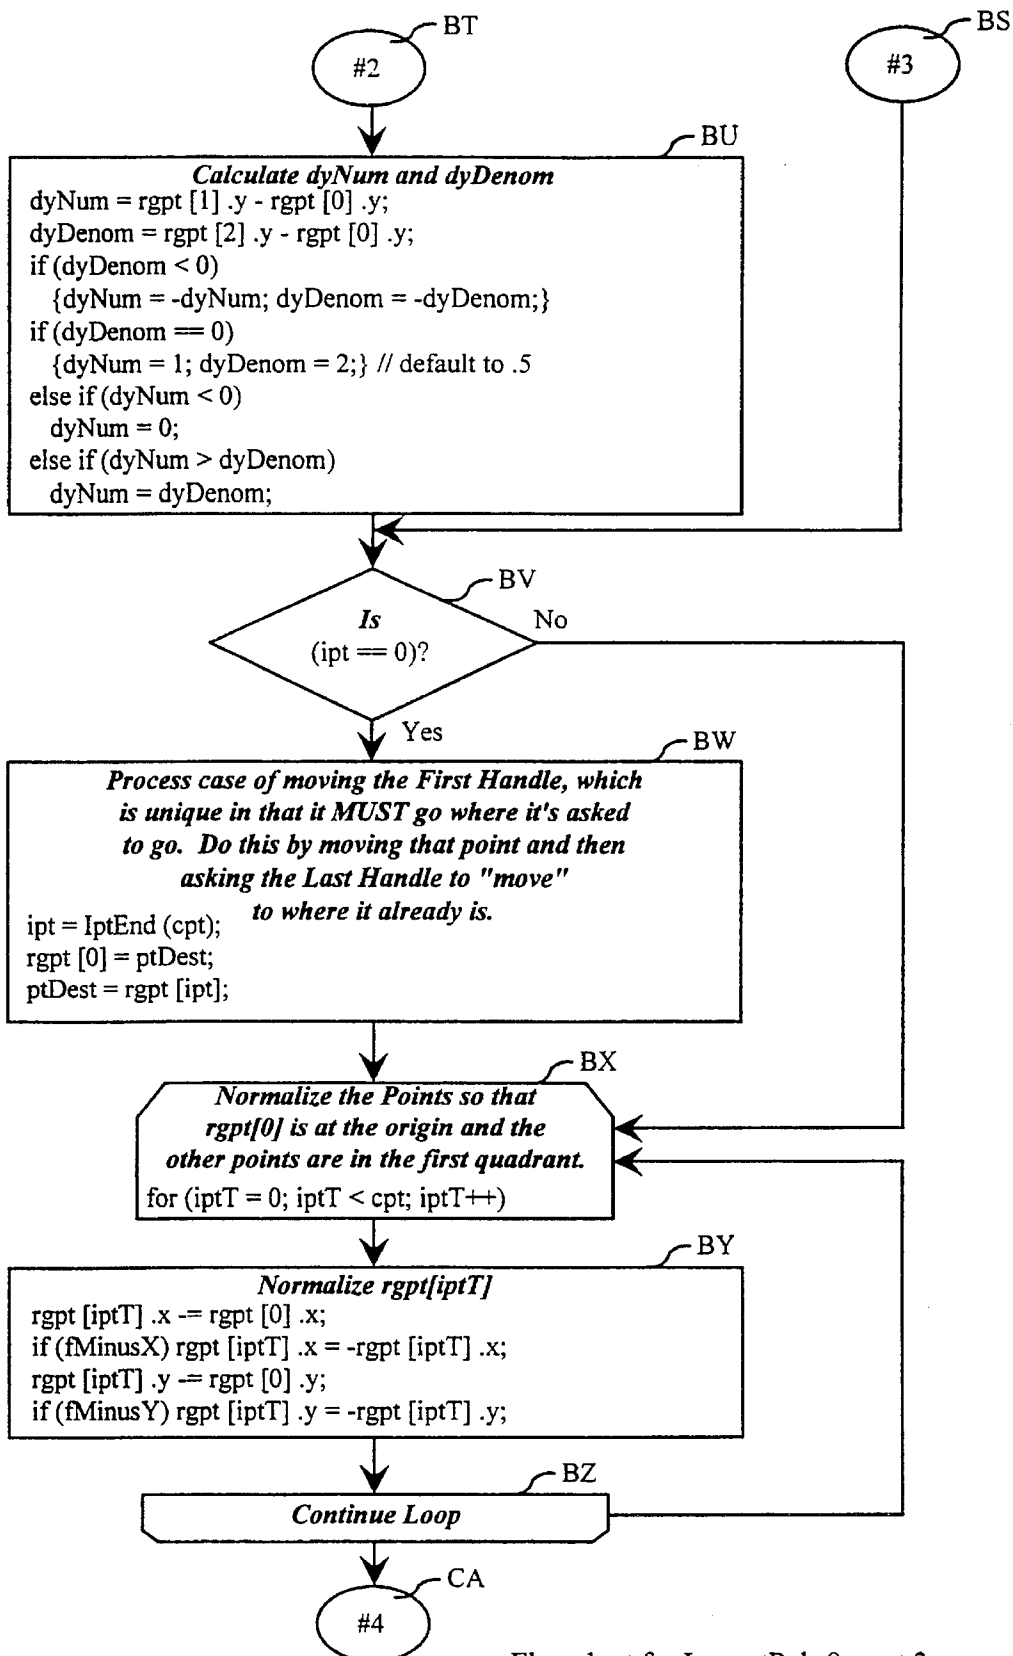 BT
BS
#2
#3
BU
Calculate dyNum and dyDenom
dyNum = rgpt [1] .y - rgpt [0] .y;
dyDenom = rgpt [2] .y - rgpt [0] .y;
if (dyDenom < 0)
{dyNum = -dyNum; dyDenom = -dyDenom;}
if (dyDenom == 0)
{dyNum = 1; dyDenom = 2;} // default to .5
else if (dyNum < 0)
dyNum = 0;
else if (dyNum > dyDenom)
dyNum = dyDenom;
BV
Is
(ipt == 0)?
No
Yes
BW
Process case of moving the First Handle, which
is unique in that it MUST go where it's asked
to go. Do this by moving that point and then
asking the Last Handle to "move"
to where it already is.
ipt = IptEnd (cpt);
rgpt [0] = ptDest;
ptDest = rgpt [ipt];
BX
Normalize the Points so that
rgpt[0] is at the origin and the
other points are in the first quadrant.
for (iptT = 0; iptT < cpt; iptT++)
BY
Normalize rgpt[iptT]
rgpt [iptT] .x -= rgpt [0] .x;
if (fMinusX) rgpt [iptT] .x = -rgpt [iptT] .x;
rgpt [iptT] .y -= rgpt [0] .y;
if (fMinusY) rgpt [iptT] .y = -rgpt [iptT] .y;
BZ
Continue Loop
CA
#4